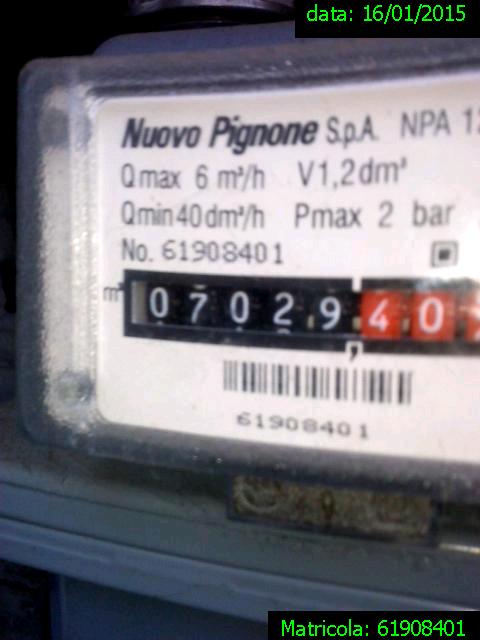 data: 16/01/2015
Nuovo Pignone S.p.A. NPA
Qmax 6 m³/h V1,2dm³
Qmin 40dm³/h Pmax 2 bar
No. 61908401
m³ 07029,40
61908401
Matricola: 61908401